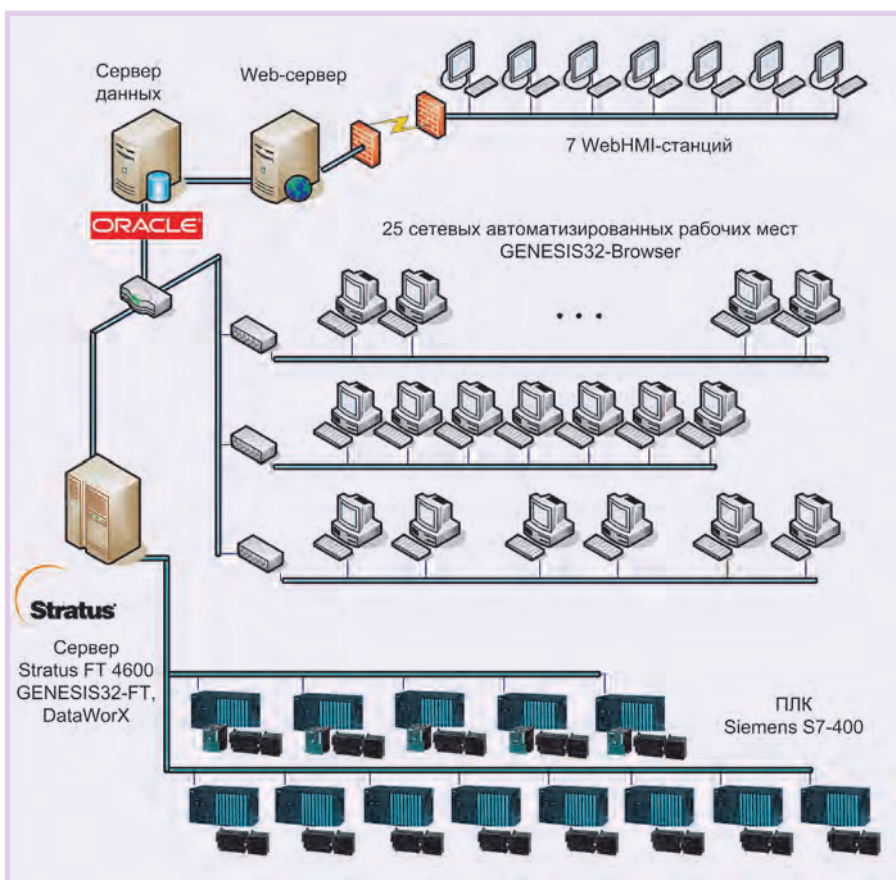 Сервер
данных
Web-сервер
7 WebHMI-станций
ORACLE
25 сетевых автоматизированных рабочих мест
GENESIS32-Browser
. . .
Stratus
Сервер
Stratus FT 4600
GENESIS32-FT,
DataWorX
ПЛК
Siemens S7-400